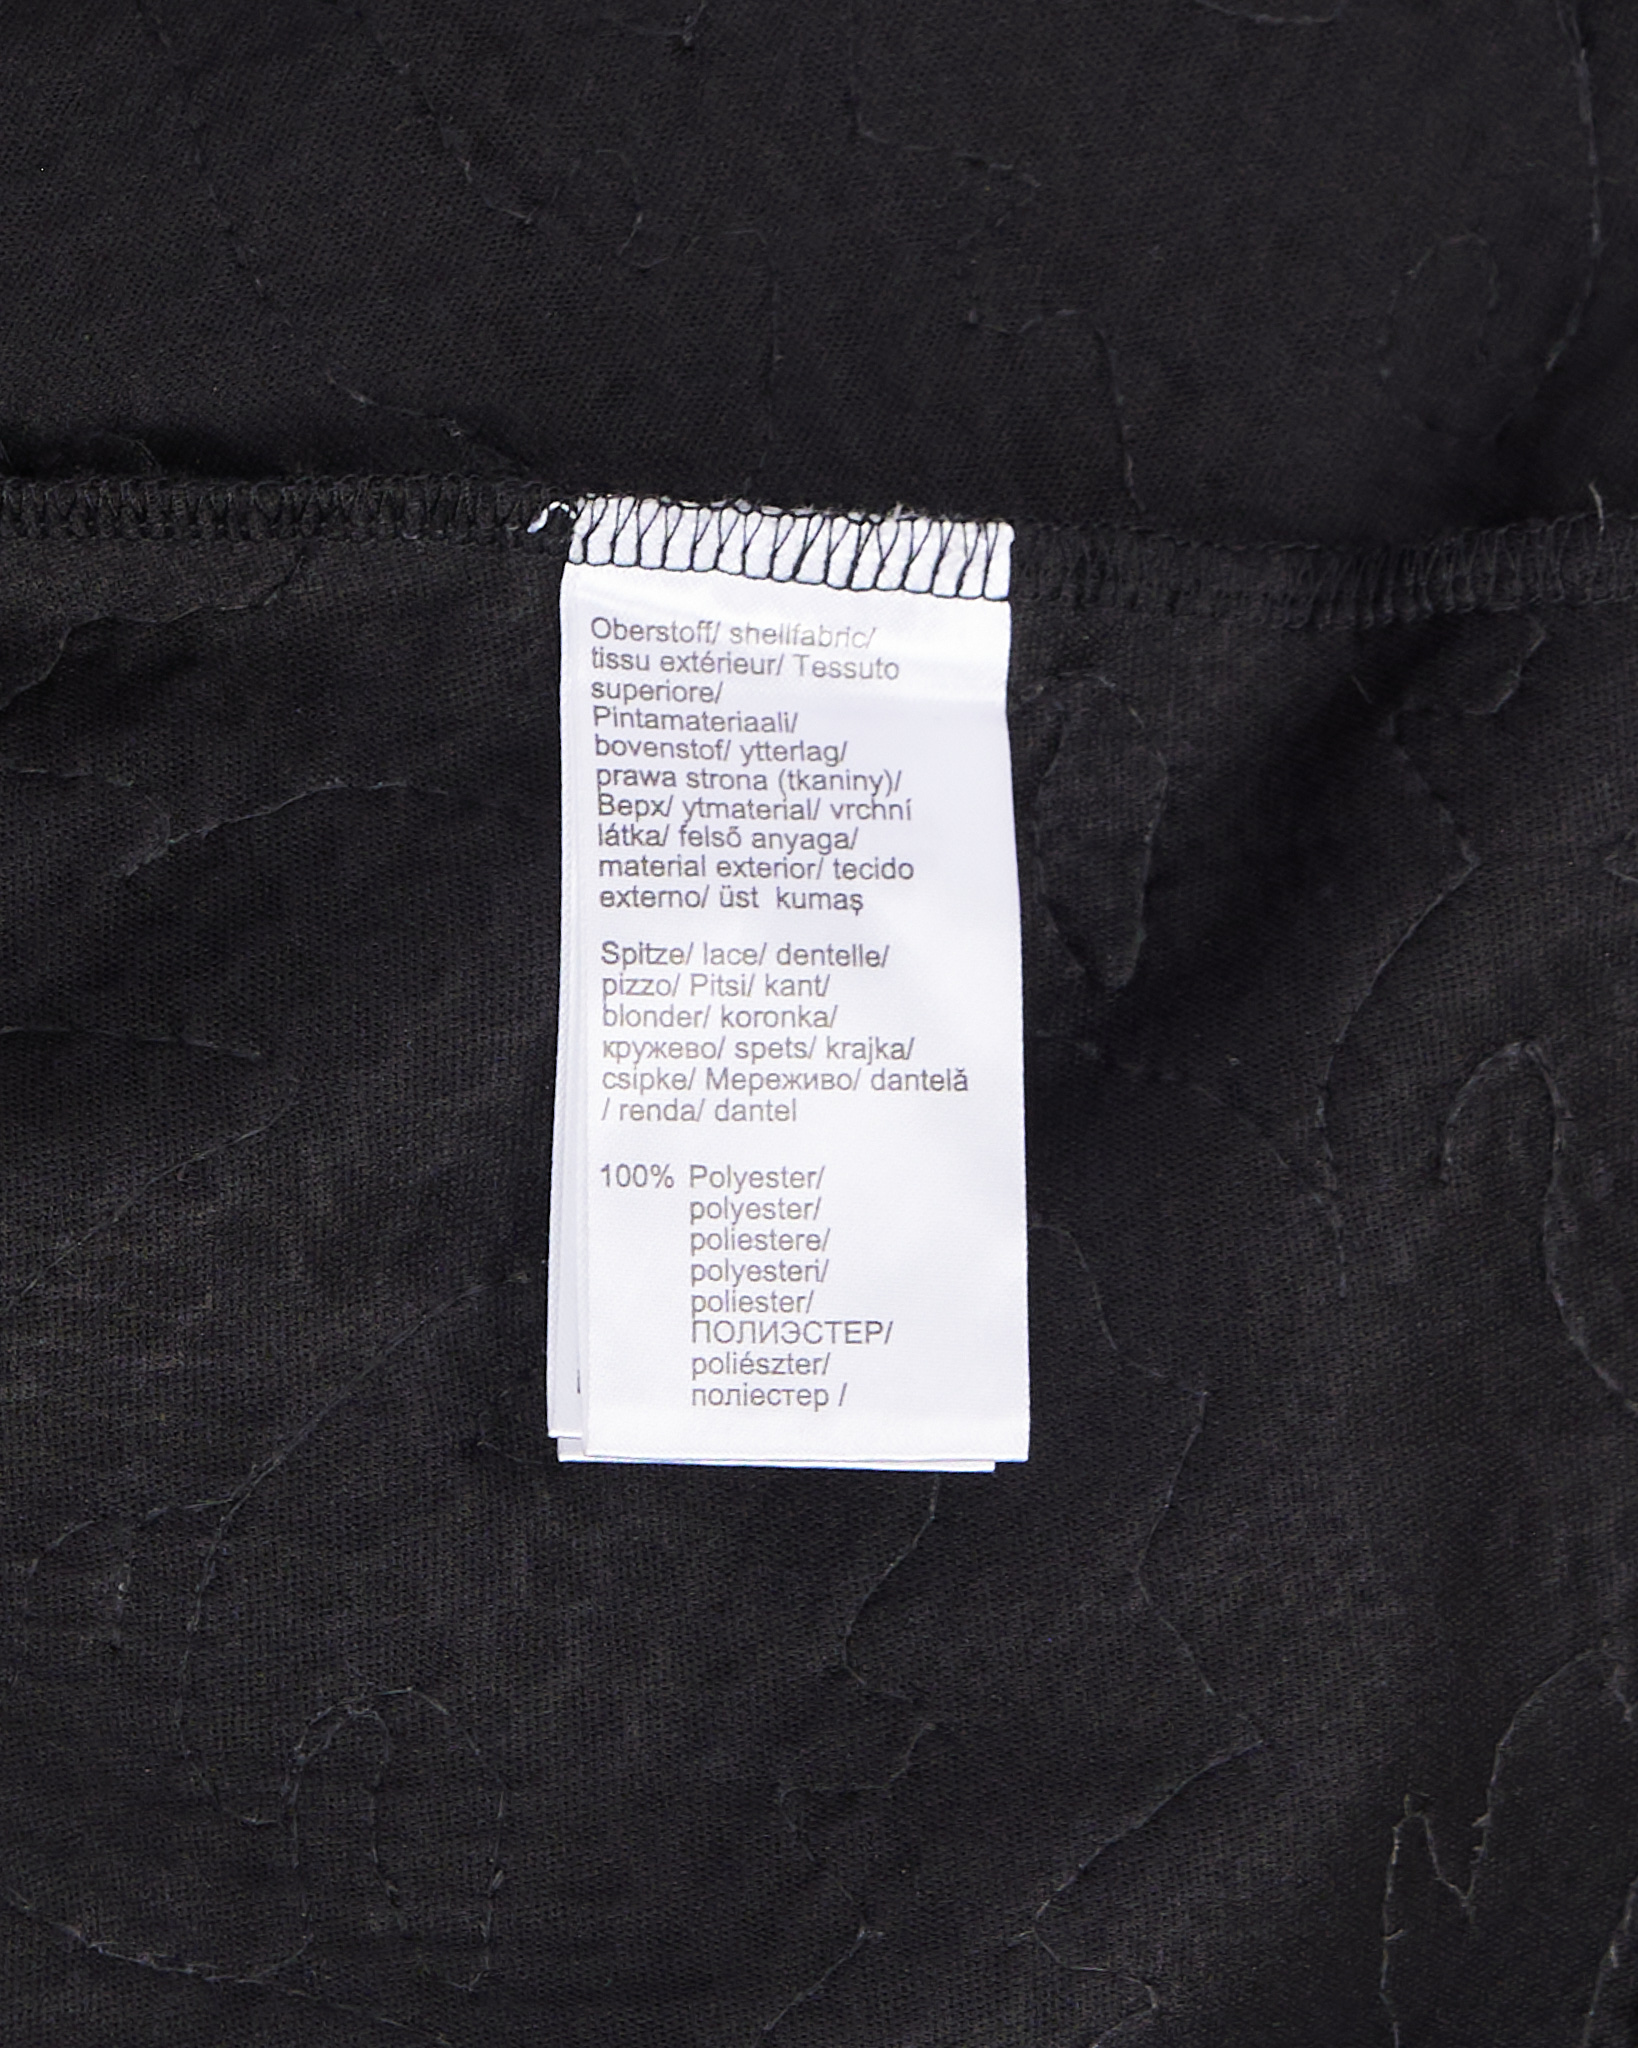 Oberstoff/ shellfabric/
tissu extérieur/ Tessuto
superiore/
Pintamateriaali/
bovenstof/ ytterlag/
prawa strona (tkaniny)/
Верх/ ytmaterial/ vrchní
látka/ felső anyaga/
material exterior/ tecido
externo/ üst kumaş
Spitze/ lace/ dentelle/
pizzo/ Pitsi/ kant/
blonder/ koronka/
кружево/ spets/ krajka/
csipke/ Мереживо/ dantelă
/ renda/ dantel
100% Polyester/
polyester/
poliestere/
polyesteri/
poliester/
ПОЛИЭСТЕР/
poliészter/
поліестер /